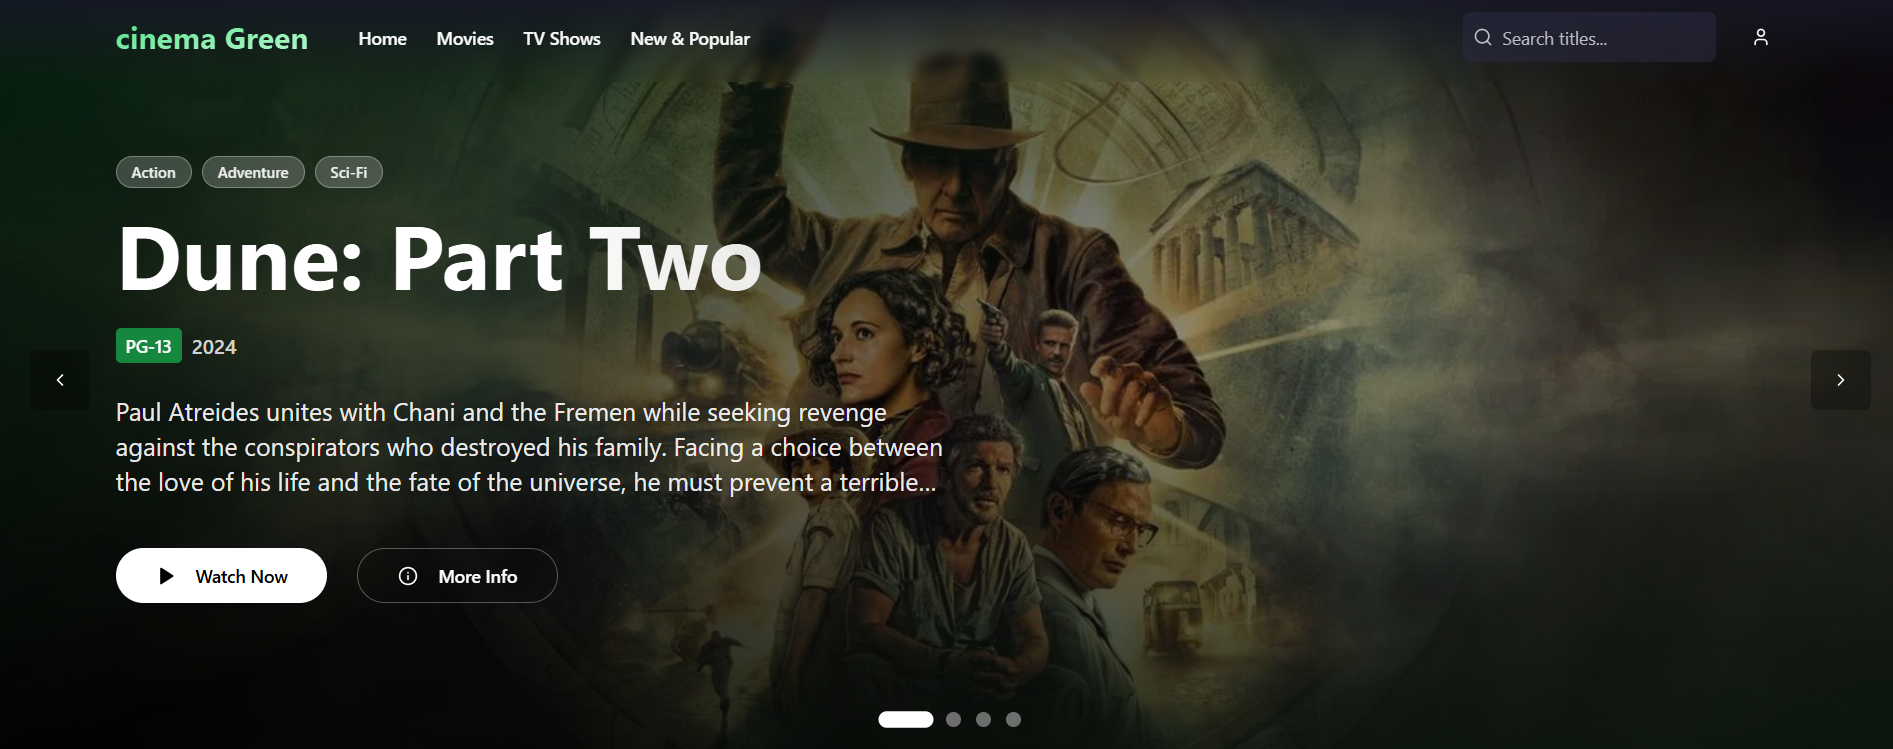 cinema Green
Home
Movies
TV Shows
New & Popular
Search titles...
Action
Adventure
Sci-Fi
Dune: Part Two
PG-13
2024
Paul Atreides unites with Chani and the Fremen while seeking revenge
against the conspirators who destroyed his family. Facing a choice between
the love of his life and the fate of the universe, he must prevent a terrible...
Watch Now
More Info